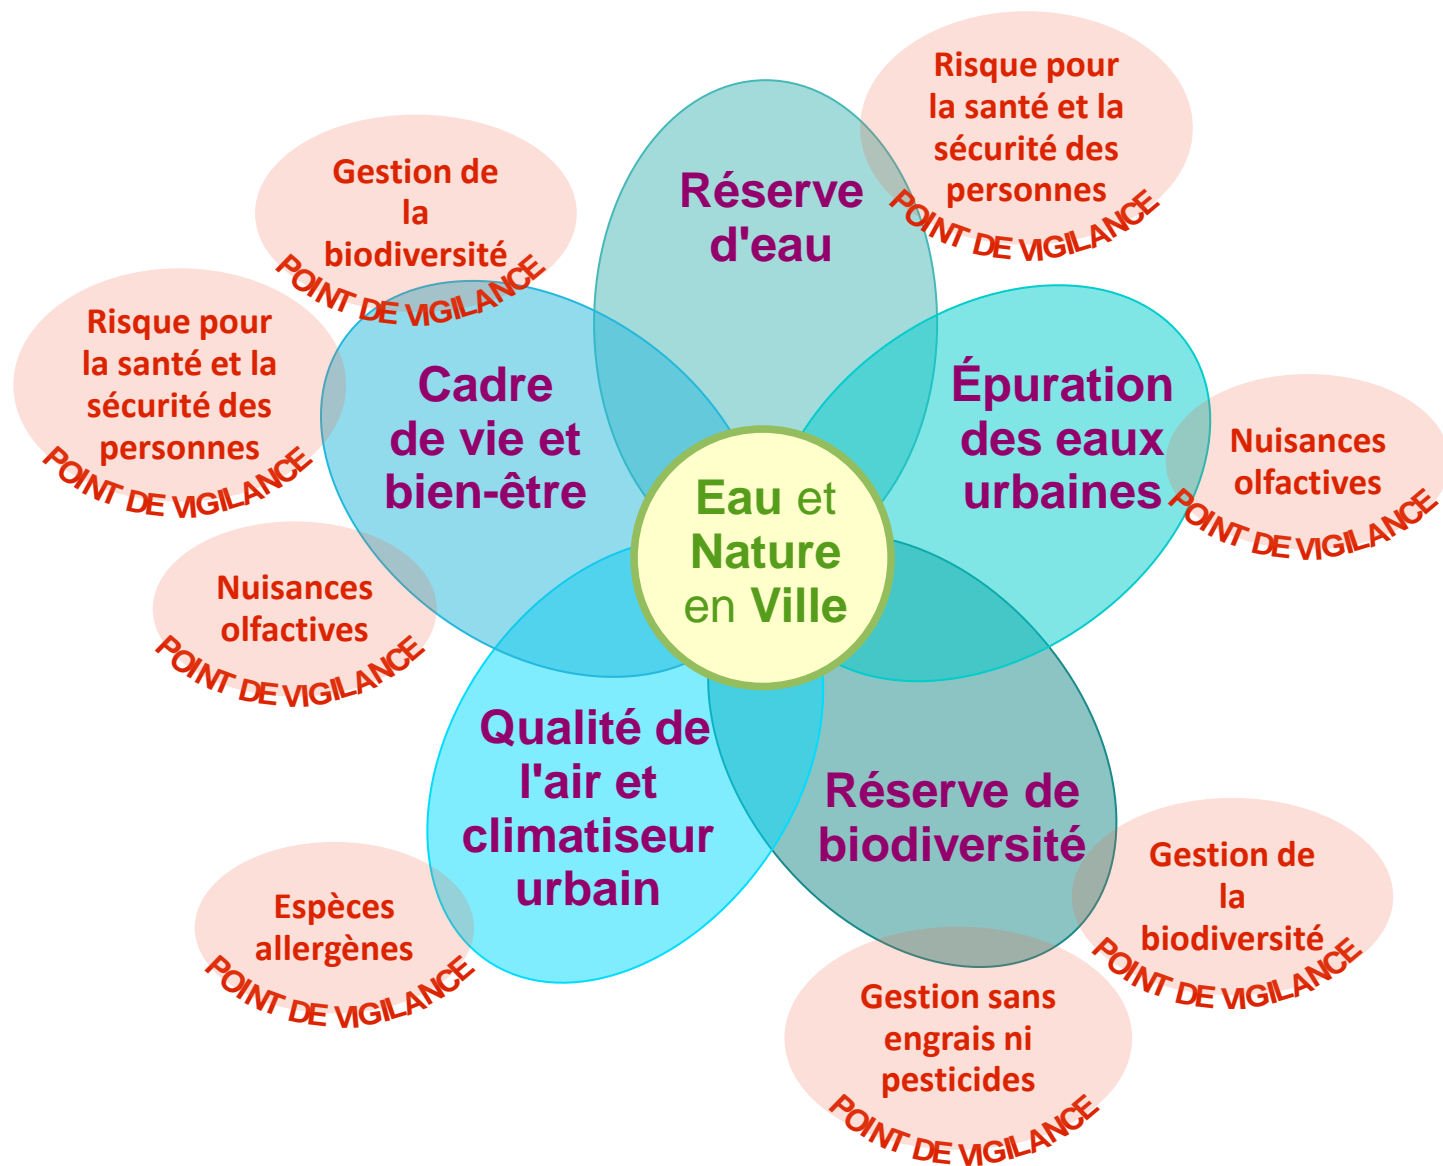 Risque pour
la santé et la
sécurité des
personnes
POINT DE VIGILANCE
Réserve
d'eau
Gestion de
la
biodiversité
POINT DE VIGILANCE
Risque pour
la santé et la
sécurité des
personnes
POINT DE VIGILANCE
Cadre
de vie et
bien-être
Épuration
des eaux
urbaines
Nuisances
olfactives
POINT DE VIGILANCE
Eau et
Nature
en Ville
Nuisances
olfactives
POINT DE VIGILANCE
Qualité de
l'air et
climatiseur
urbain
Réserve de
biodiversité
Gestion de
la
biodiversité
POINT DE VIGILANCE
Espèces
allergènes
POINT DE VIGILANCE
Gestion sans
engrais ni
pesticides
POINT DE VIGILANCE